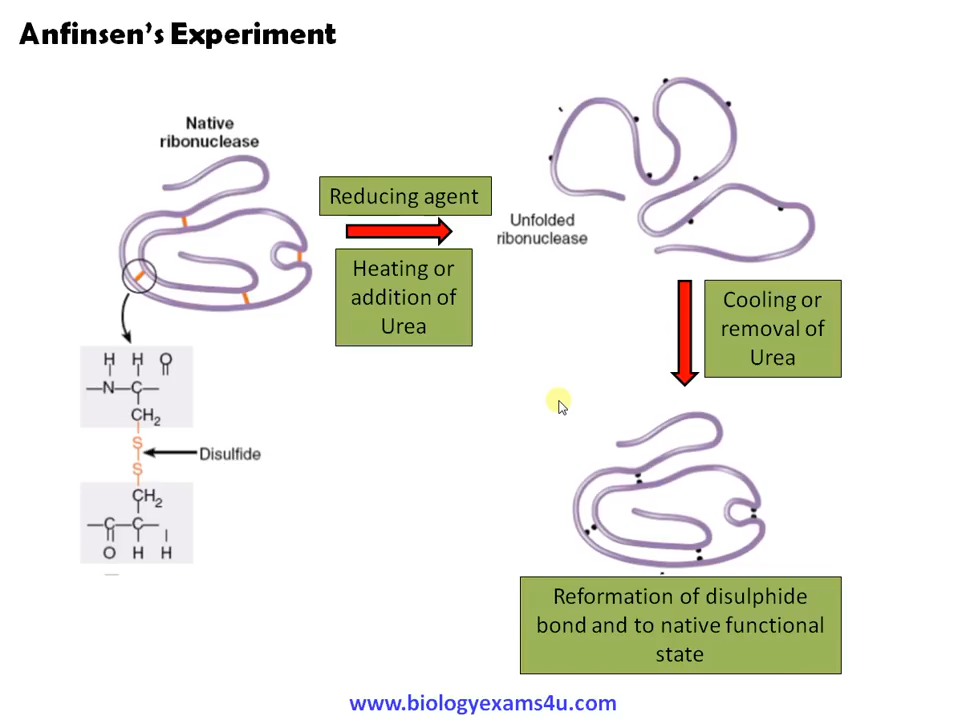 Anfinsen's Experiment
Native
ribonuclease
Reducing agent
Heating or
addition of
Urea
Unfolded
ribonuclease
Cooling or
removal of
Urea
H H O
—N—C—
CH2
S
S
Disulfide
CH2
—C—C—
O H H
Reformation of disulphide
bond and to native functional
state
www.biologyexams4u.com